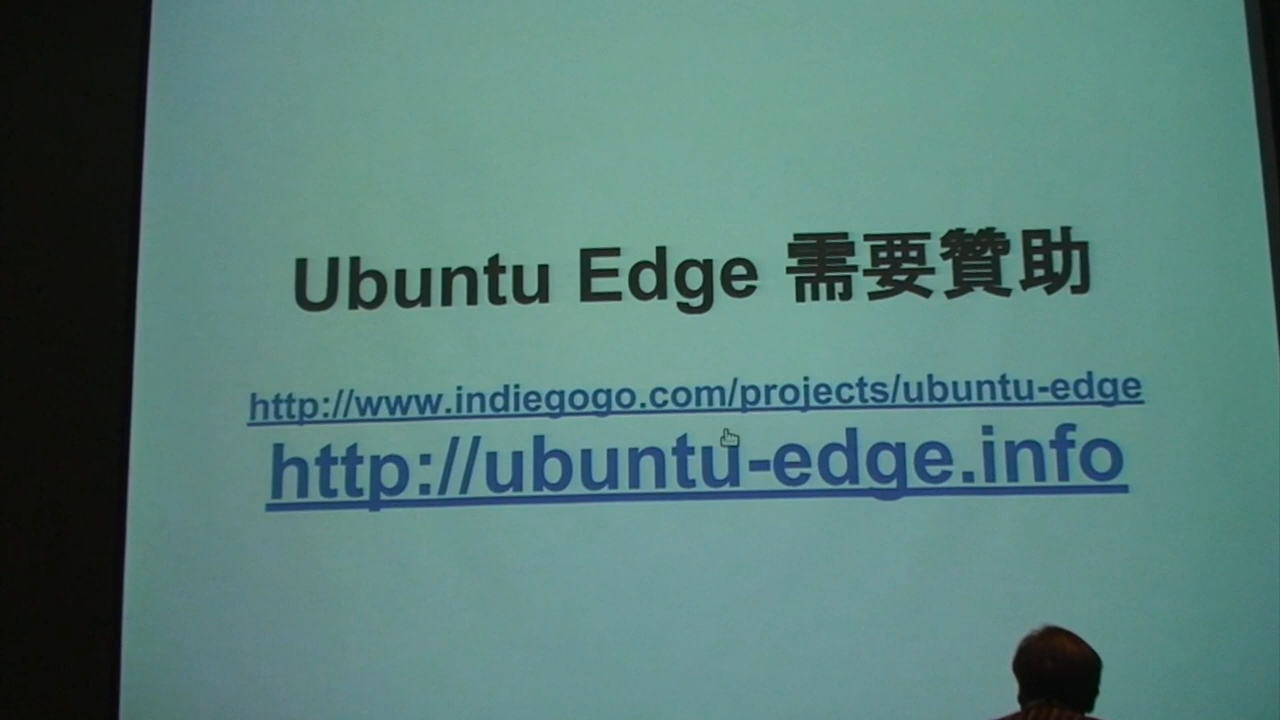 Ubuntu Edge 需要贊助
http://www.indiegogo.com/projects/ubuntu-edge
http://ubuntu-edge.info